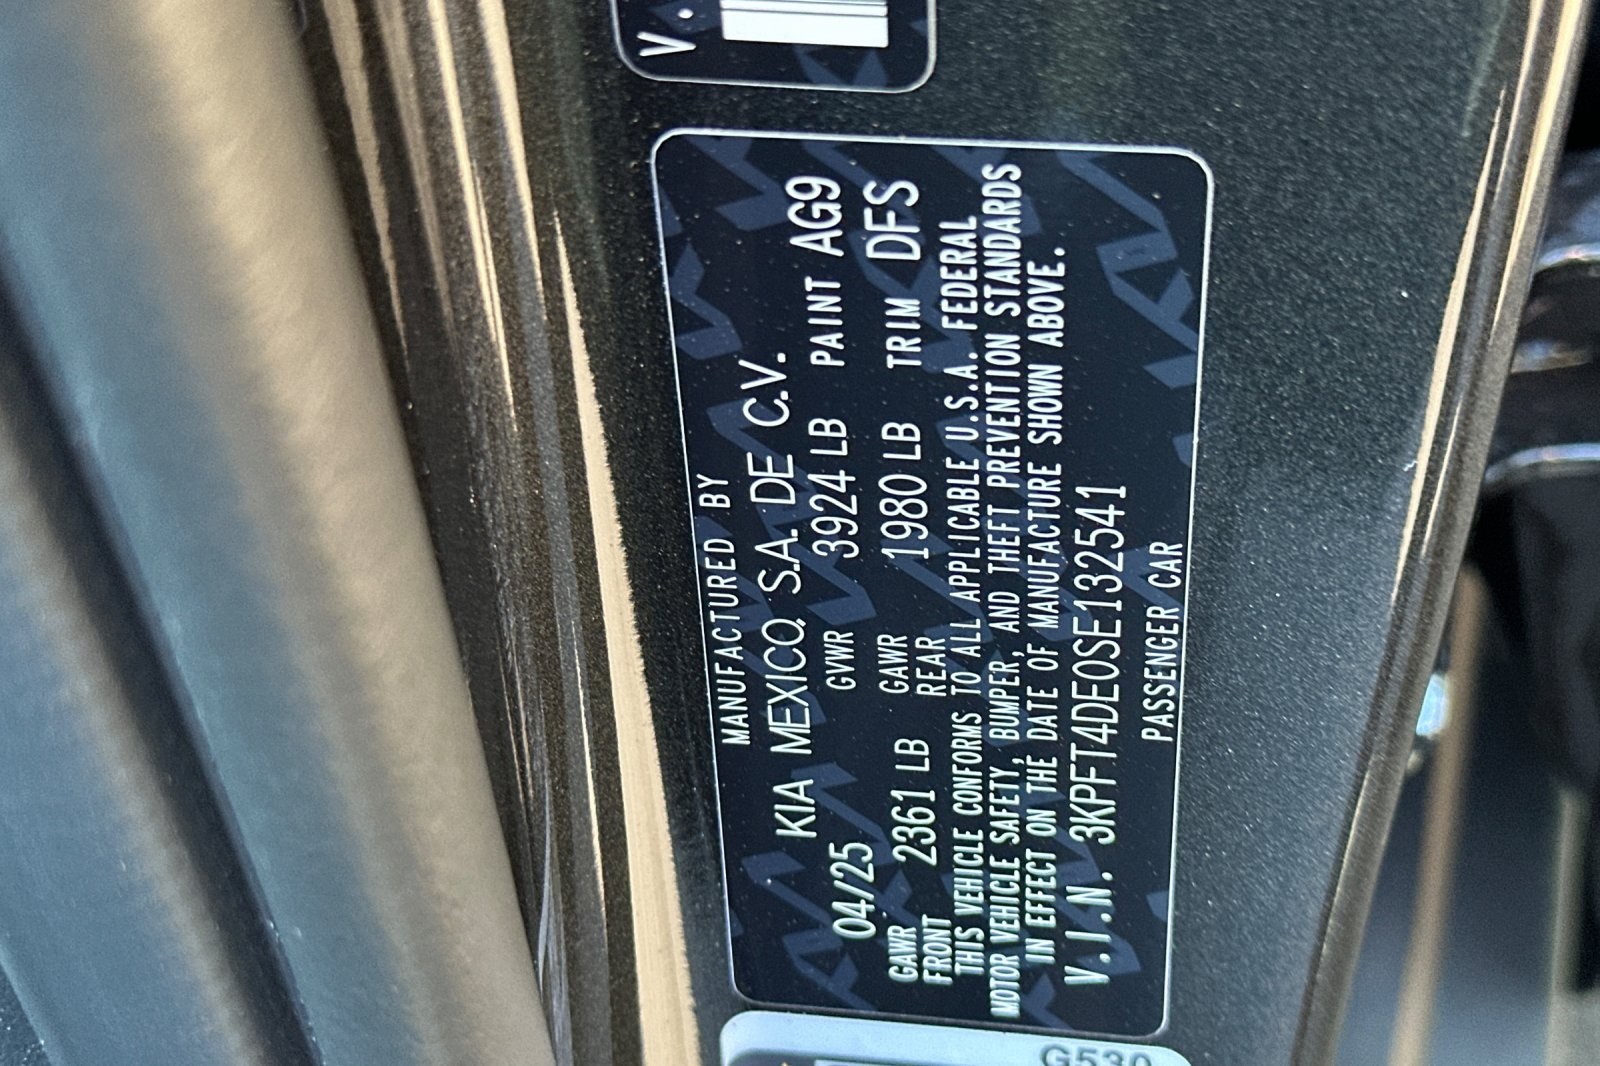 V.
MANUFACTURED BY
KIA MEXICO, S.A. DE C.V.
04/25 GVWR 3924 LB PAINT AG9
GAWR FRONT 2361 LB GAWR REAR 1980 LB TRIM DFS
THIS VEHICLE CONFORMS TO ALL APPLICABLE U.S.A. FEDERAL
MOTOR VEHICLE SAFETY, BUMPER, AND THEFT PREVENTION STANDARDS
IN EFFECT ON THE DATE OF MANUFACTURE SHOWN ABOVE.
V.I.N. 3KPFT4DE0SE132541
PASSENGER CAR
G530